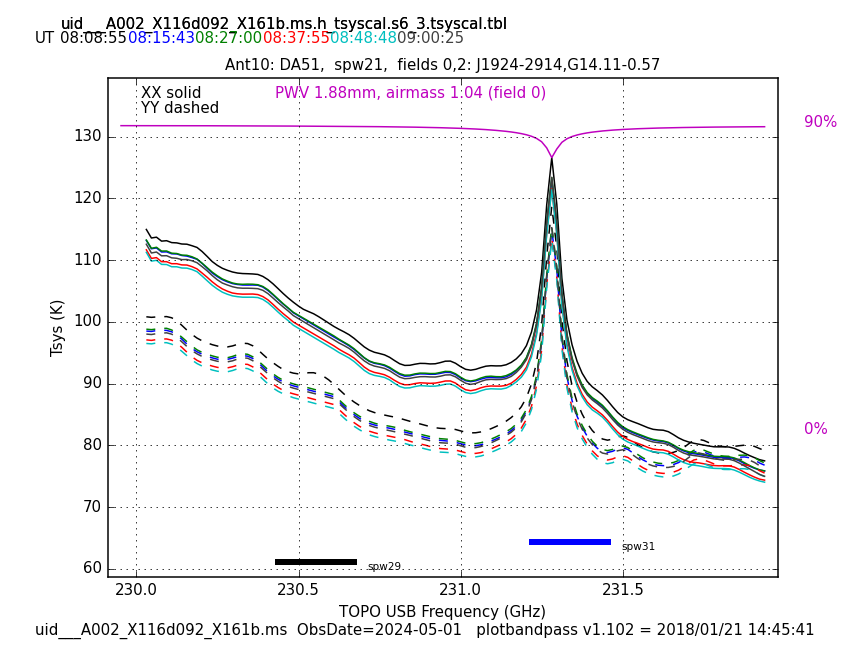 uid___A002_X116d092_X161b.ms.h_tsyscal.s6_3.tsyscal.tbl
UT 08:08:55 08:15:43 08:27:00 08:37:55 08:48:48 09:00:25
Ant10: DA51, spw21, fields 0,2: J1924-2914,G14.11-0.57
XX solid PWV 1.88mm, airmass 1.04 (field 0)
YY dashed
90%
130
120
110
100
90
80
70
60
0%
Tsys (K)
spw31
spw29
230.0 230.5 231.0 231.5
TOPO USB Frequency (GHz)
uid___A002_X116d092_X161b.ms ObsDate=2024-05-01 plotbandpass v1.102 = 2018/01/21 14:45:41